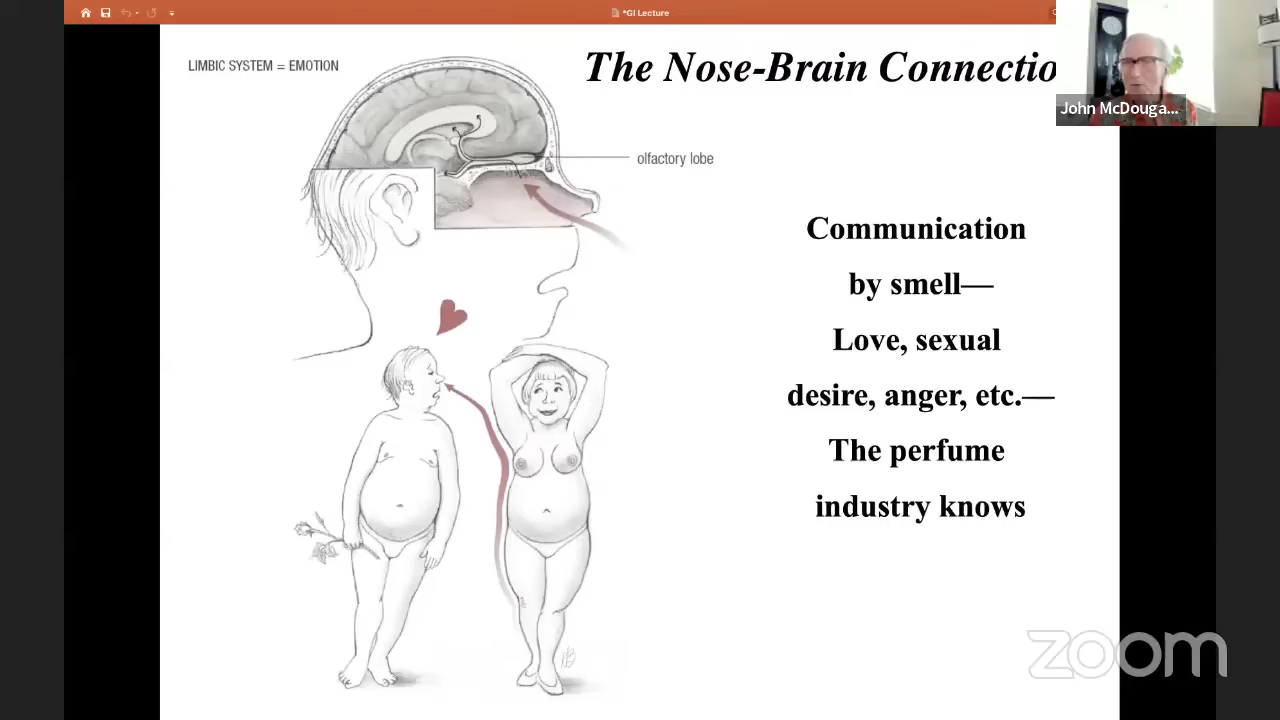 *GI Lecture
LIMBIC SYSTEM = EMOTION
The Nose-Brain Connectio
John McDouga...
olfactory lobe
Communication
by smell—
Love, sexual
desire, anger, etc.—
The perfume
industry knows
zoom